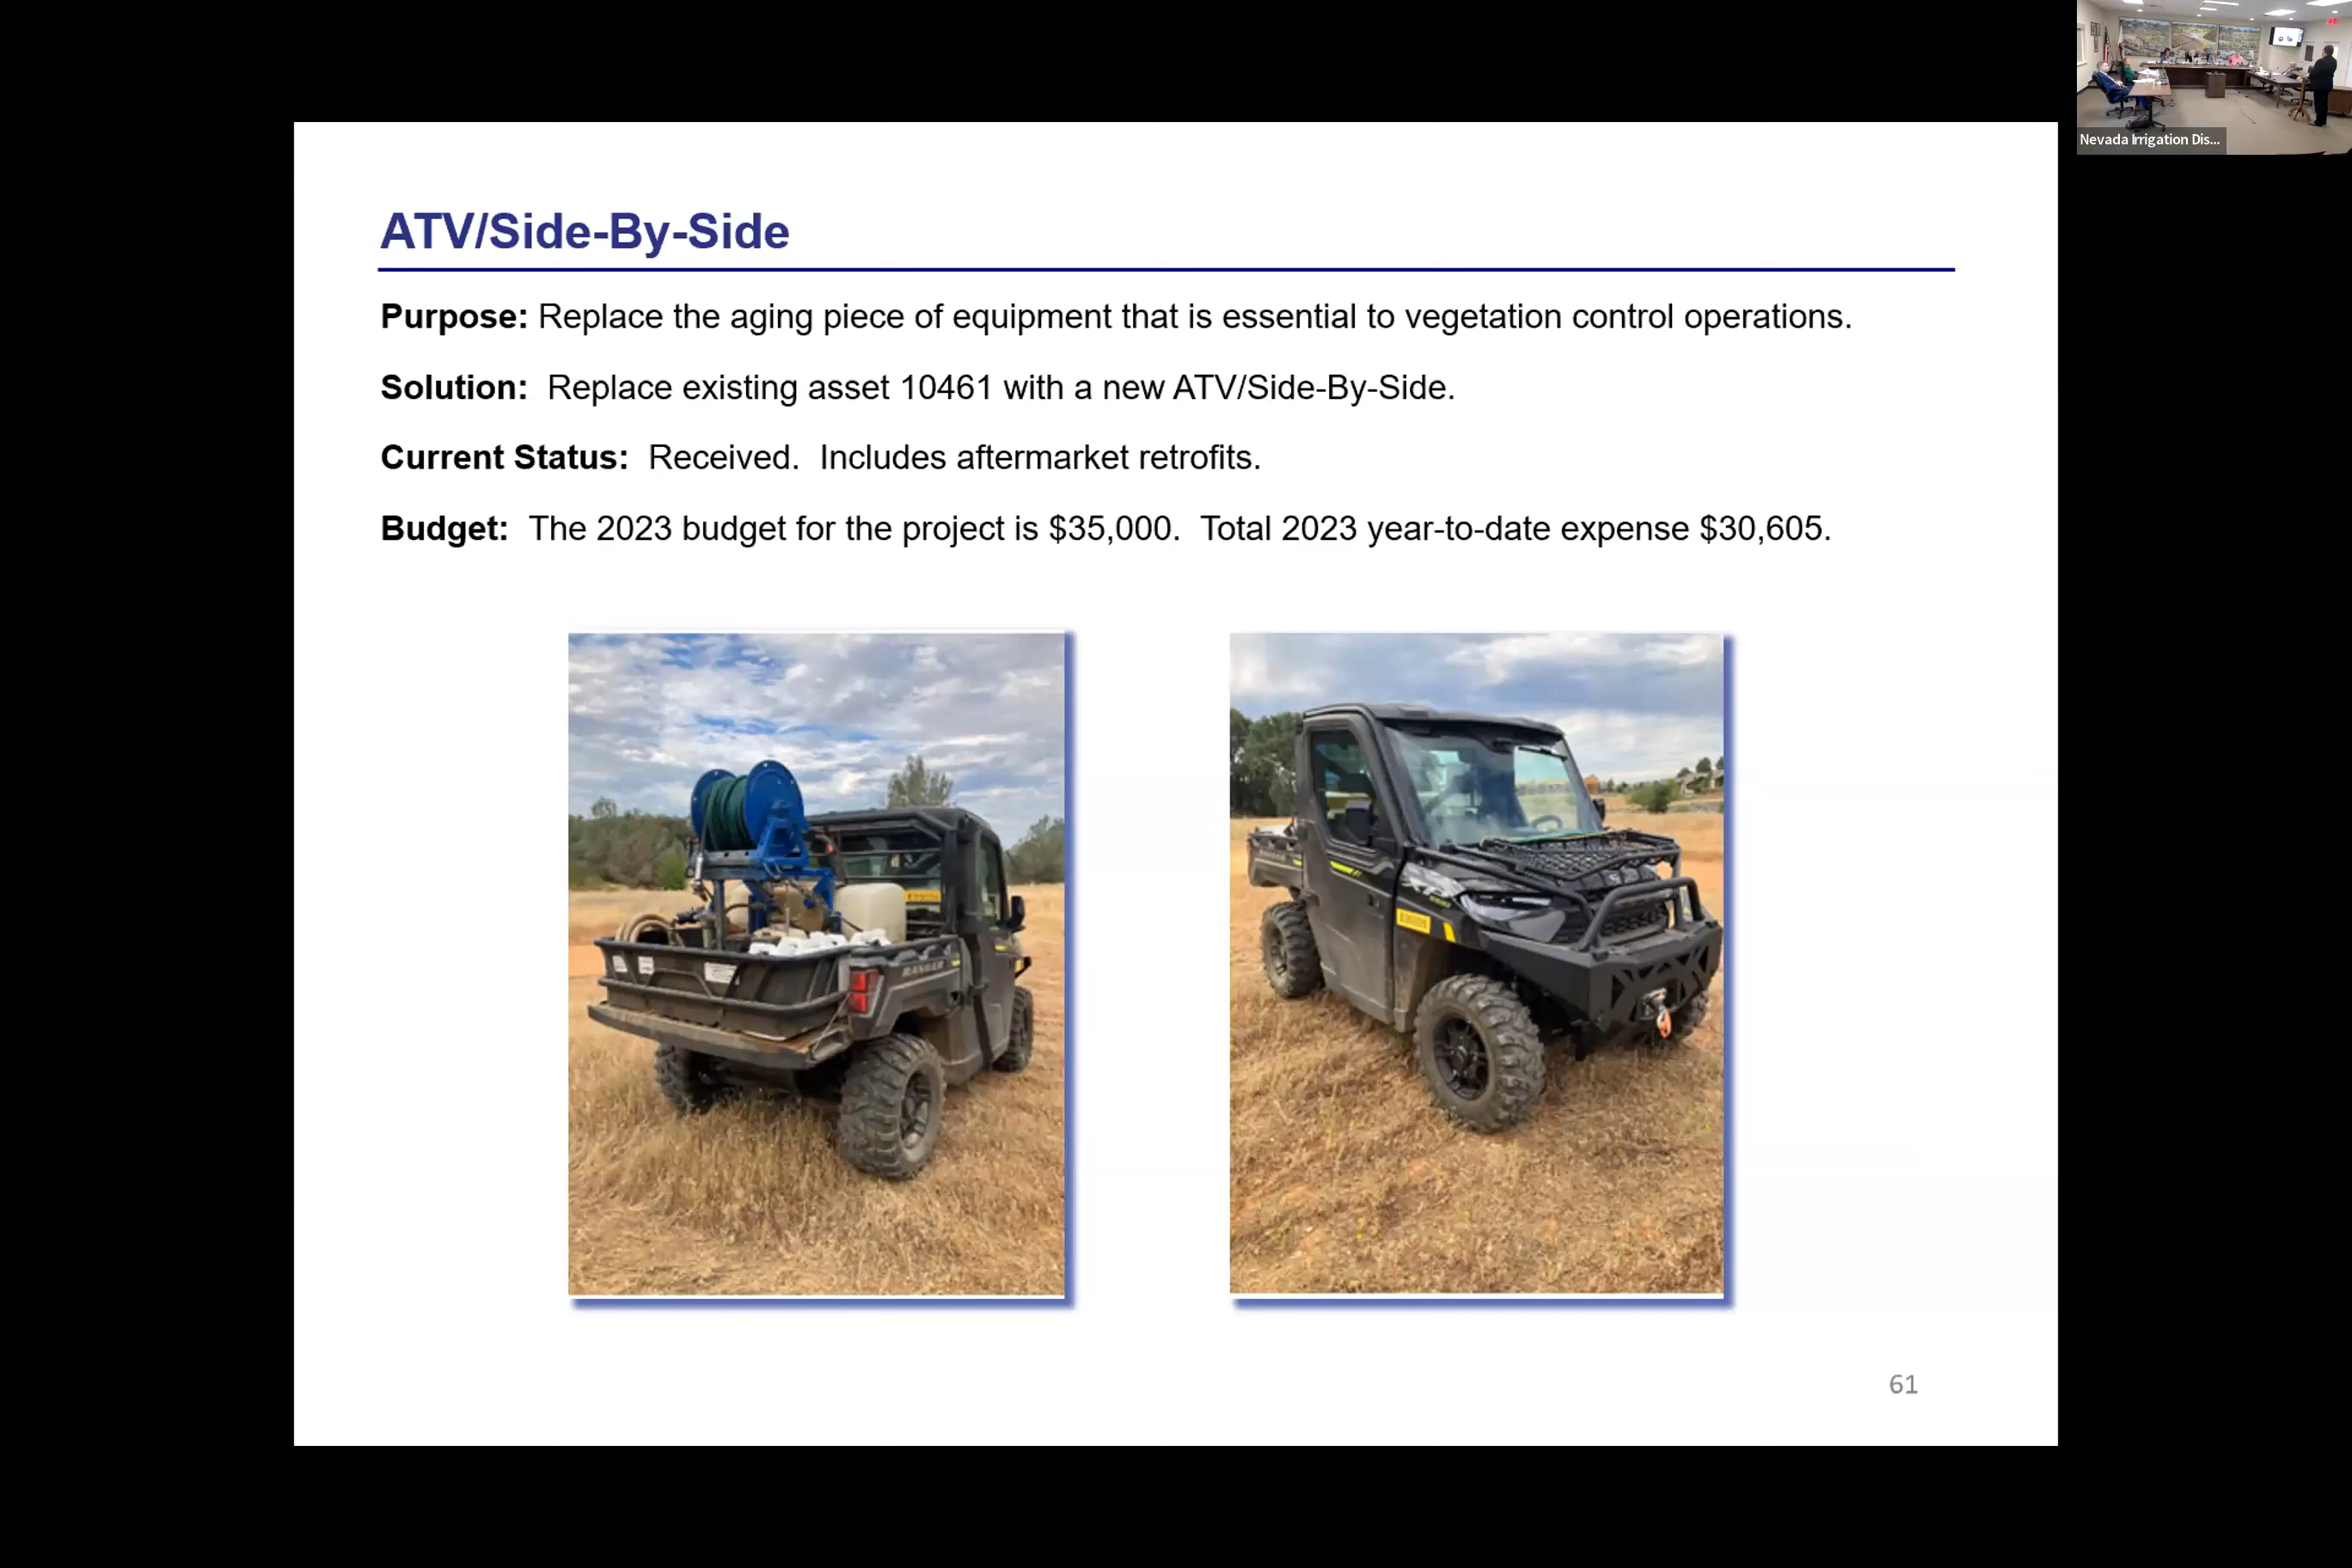 Nevada Irrigation Dis...
ATV/Side-By-Side
Purpose: Replace the aging piece of equipment that is essential to vegetation control operations.
Solution: Replace existing asset 10461 with a new ATV/Side-By-Side.
Current Status: Received. Includes aftermarket retrofits.
Budget: The 2023 budget for the project is $35,000. Total 2023 year-to-date expense $30,605.
RANGER
61